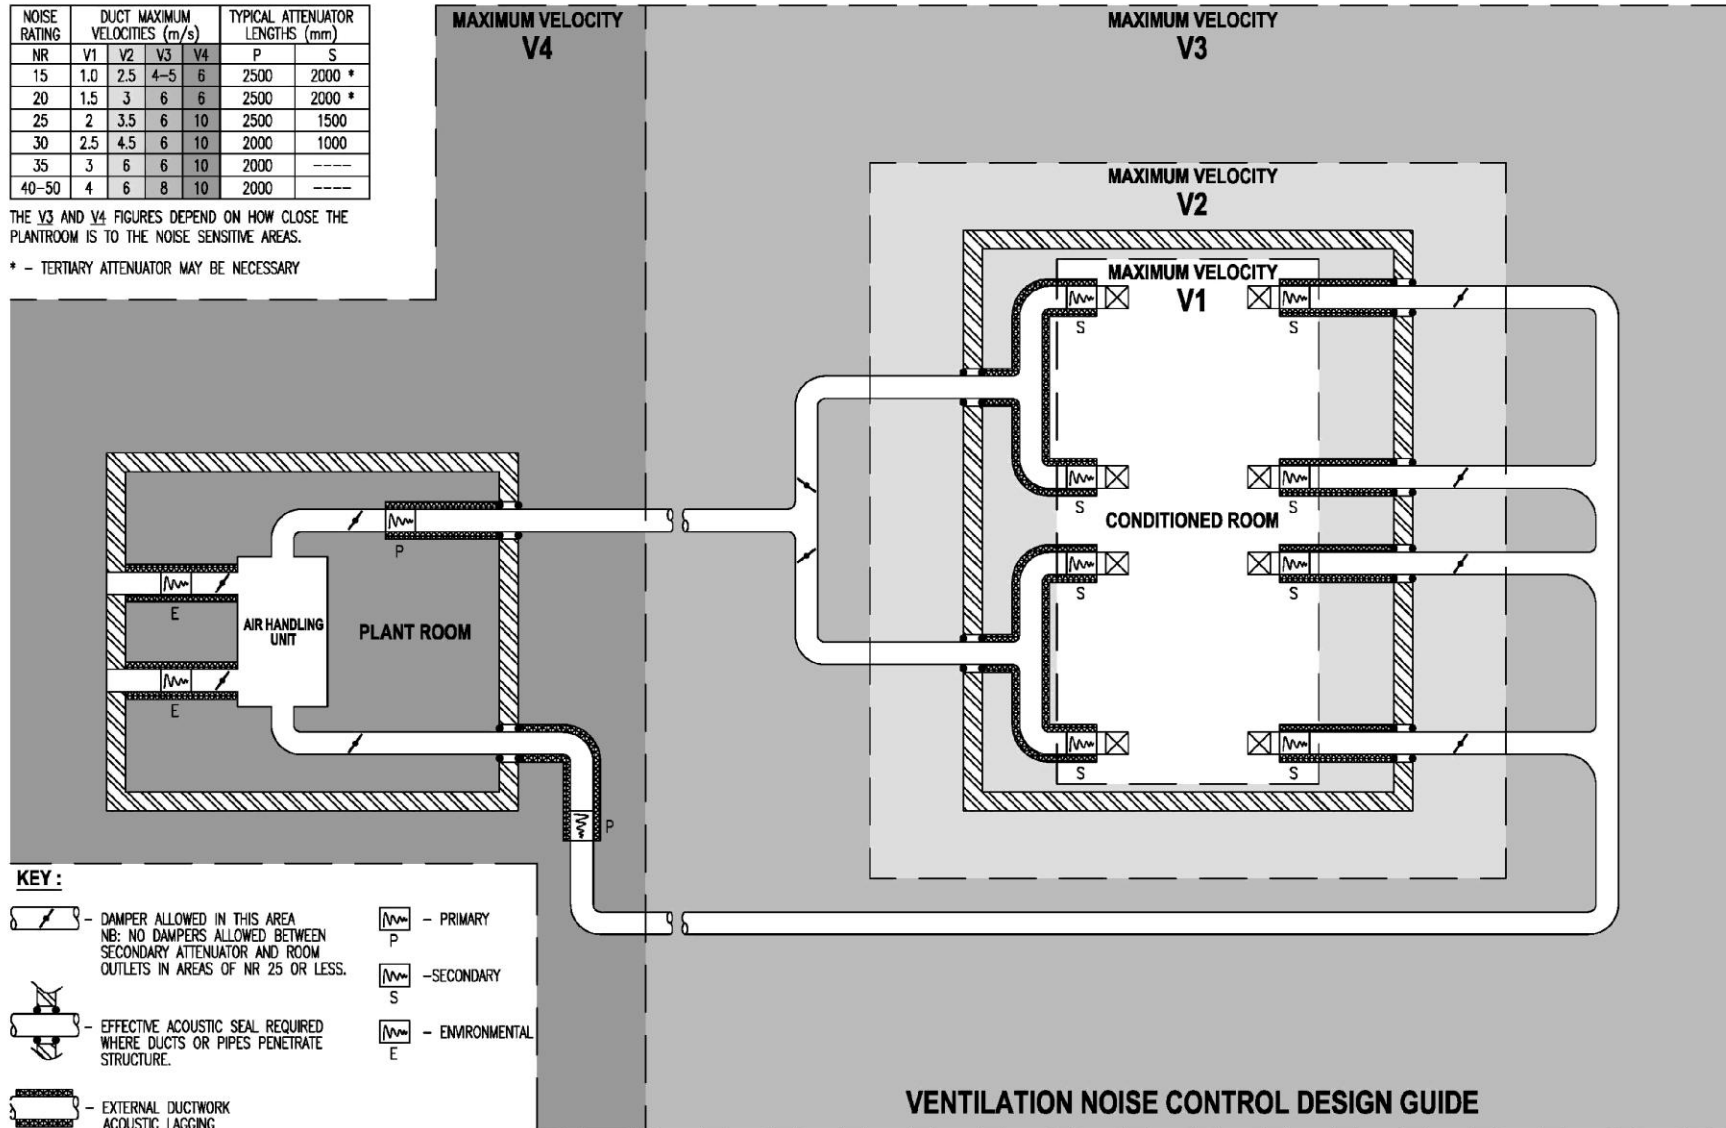 NOISE RATING DUCT MAXIMUM VELOCITIES (m/s) TYPICAL ATTENUATOR LENGTHS (mm)
NR V1 V2 V3 V4 P S
15 1.0 2.5 4-5 6 2500 2000 *
20 1.5 3 6 6 2500 2000 *
25 2 3.5 6 10 2500 1500
30 2.5 4.5 6 10 2000 1000
35 3 6 6 10 2000 ----
40-50 4 6 8 10 2000 ----
THE V3 AND V4 FIGURES DEPEND ON HOW CLOSE THE
PLANTROOM IS TO THE NOISE SENSITIVE AREAS.
* - TERTIARY ATTENUATOR MAY BE NECESSARY
MAXIMUM VELOCITY
V4
MAXIMUM VELOCITY
V3
MAXIMUM VELOCITY
V2
MAXIMUM VELOCITY
V1
S
S
S
S
CONDITIONED ROOM
S
S
S
S
P
E
AIR HANDLING
UNIT
PLANT ROOM
E
P
KEY :
- DAMPER ALLOWED IN THIS AREA
NB: NO DAMPERS ALLOWED BETWEEN
SECONDARY ATTENUATOR AND ROOM
OUTLETS IN AREAS OF NR 25 OR LESS.
- EFFECTIVE ACOUSTIC SEAL REQUIRED
WHERE DUCTS OR PIPES PENETRATE
STRUCTURE.
- EXTERNAL DUCTWORK
ACOUSTIC LAGGING
- PRIMARY
P
-SECONDARY
S
- ENVIRONMENTAL
E
VENTILATION NOISE CONTROL DESIGN GUIDE